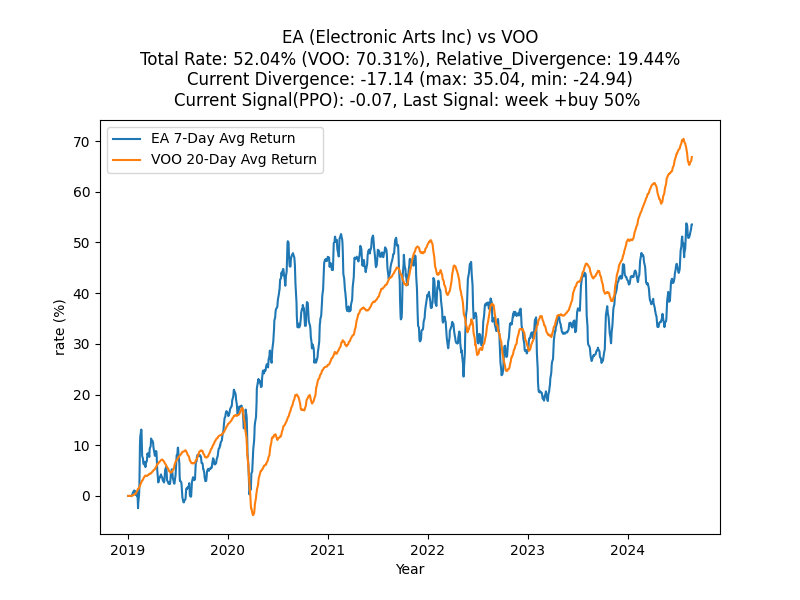 EA (Electronic Arts Inc) vs VOO
Total Rate: 52.04% (VOO: 70.31%), Relative_Divergence: 19.44%
Current Divergence: -17.14 (max: 35.04, min: -24.94)
Current Signal(PPO): -0.07, Last Signal: week +buy 50%
EA 7-Day Avg Return
VOO 20-Day Avg Return
rate (%)
70
60
50
40
30
20
10
0
2019 2020 2021 2022 2023 2024
Year